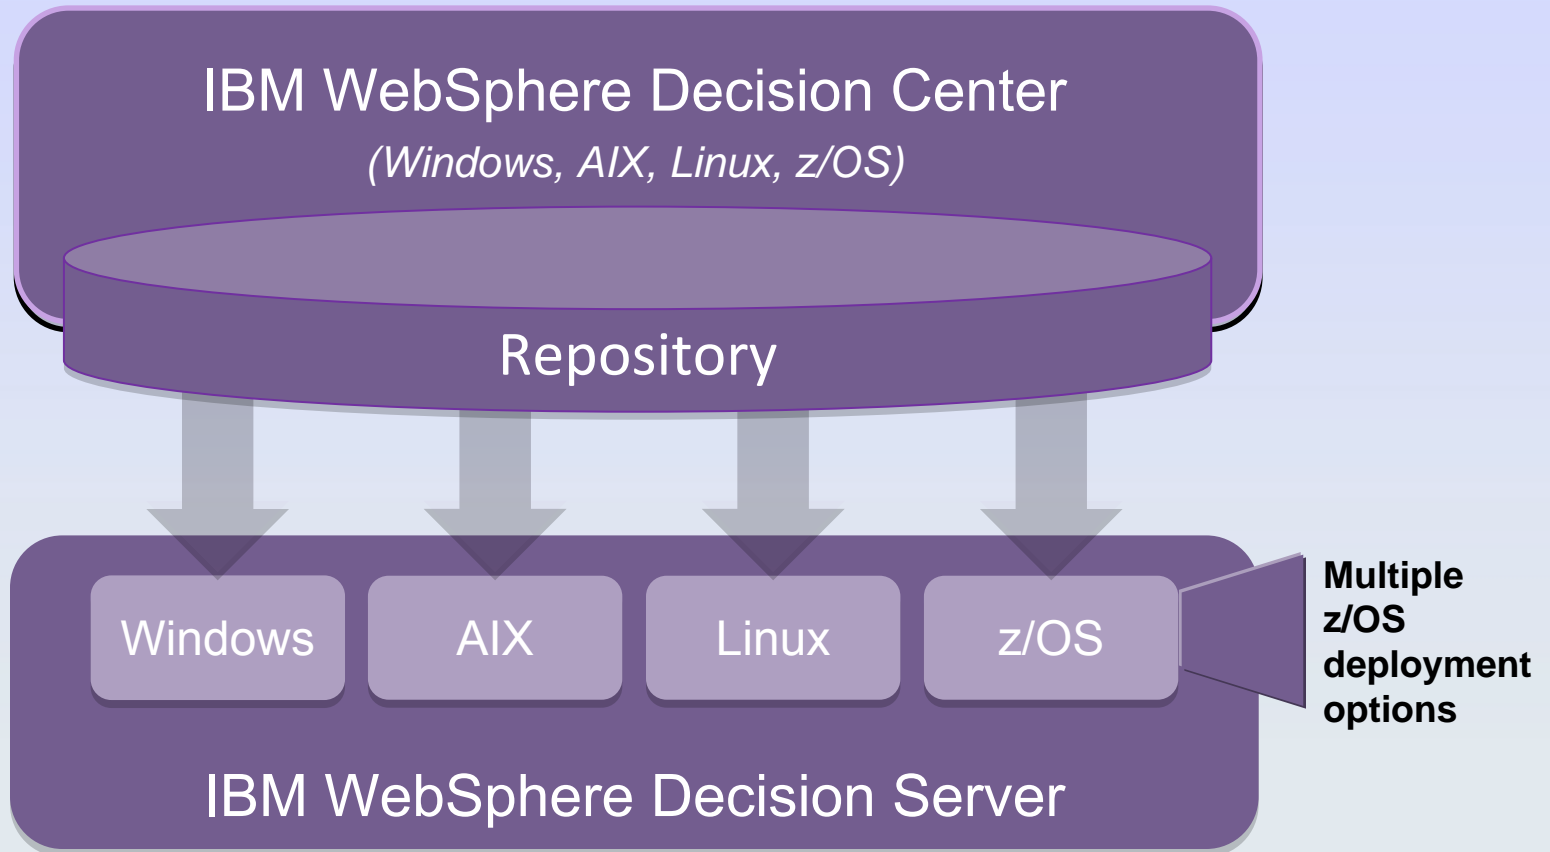 IBM WebSphere Decision Center
(Windows, AIX, Linux, z/OS)
Repository
Windows
AIX
Linux
z/OS
Multiple
z/OS
deployment
options
IBM WebSphere Decision Server